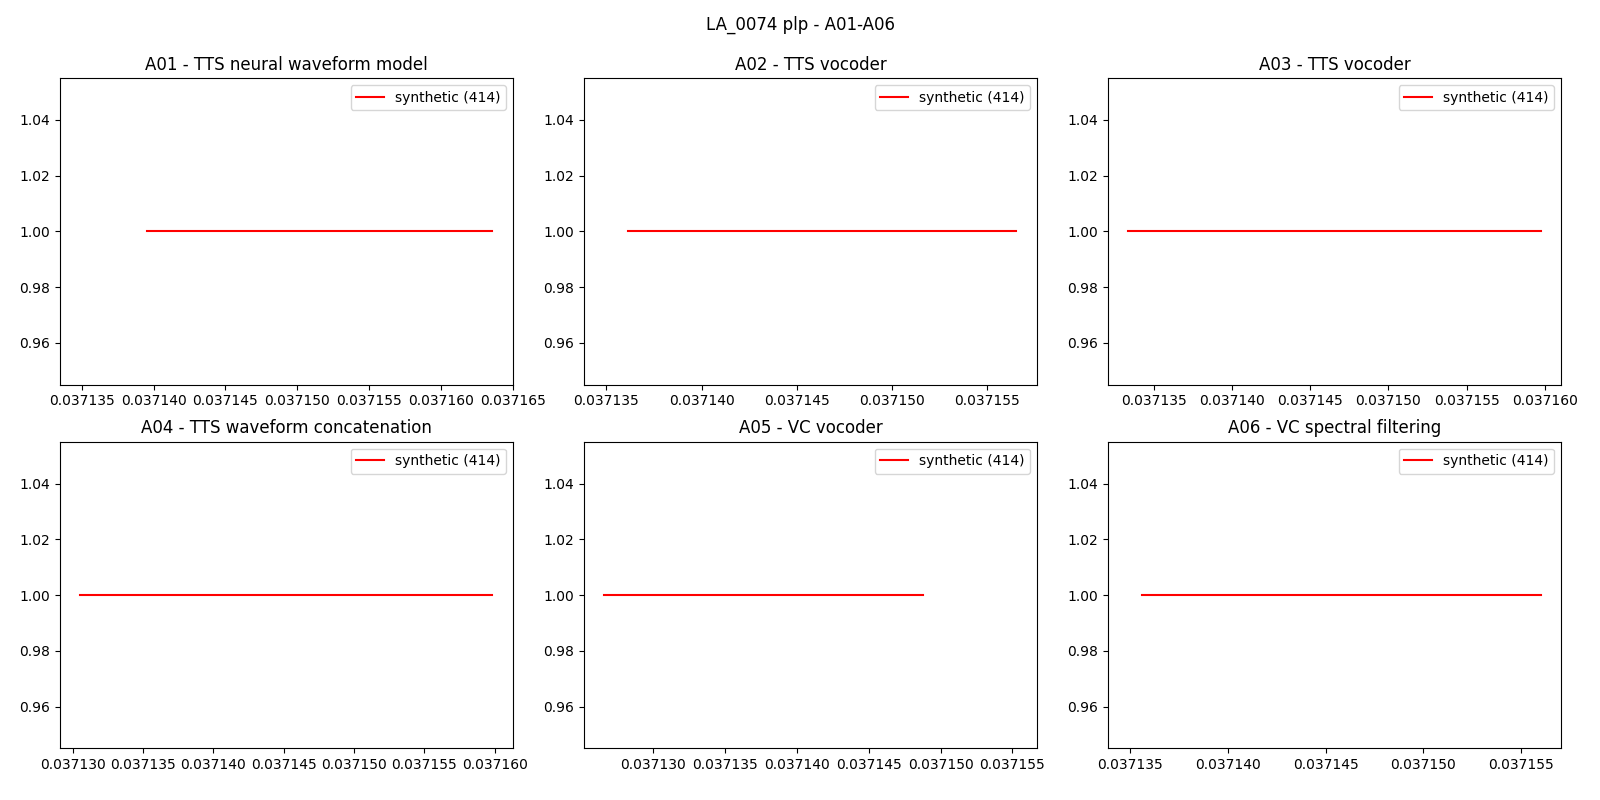 LA_0074 plp - A01-A06
A01 - TTS neural waveform model
A02 - TTS vocoder
A03 - TTS vocoder
synthetic (414)
synthetic (414)
synthetic (414)
1.04
1.02
1.00
0.98
0.96
1.04
1.02
1.00
0.98
0.96
1.04
1.02
1.00
0.98
0.96
0.037135 0.037140 0.037145 0.037150 0.037155 0.037160 0.037165
0.037135 0.037140 0.037145 0.037150 0.037155
0.037135 0.037140 0.037145 0.037150 0.037155 0.037160
A04 - TTS waveform concatenation
A05 - VC vocoder
A06 - VC spectral filtering
synthetic (414)
synthetic (414)
synthetic (414)
1.04
1.02
1.00
0.98
0.96
1.04
1.02
1.00
0.98
0.96
1.04
1.02
1.00
0.98
0.96
0.037130 0.037135 0.037140 0.037145 0.037150 0.037155 0.037160
0.037130 0.037135 0.037140 0.037145 0.037150 0.037155
0.037135 0.037140 0.037145 0.037150 0.037155